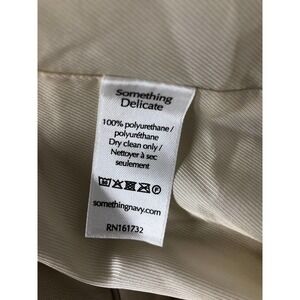 Something
Delicate
100% polyurethane /
polyuréthane
Dry clean only /
Nettoyer à sec
seulement
somethingnavy.com
RN161732